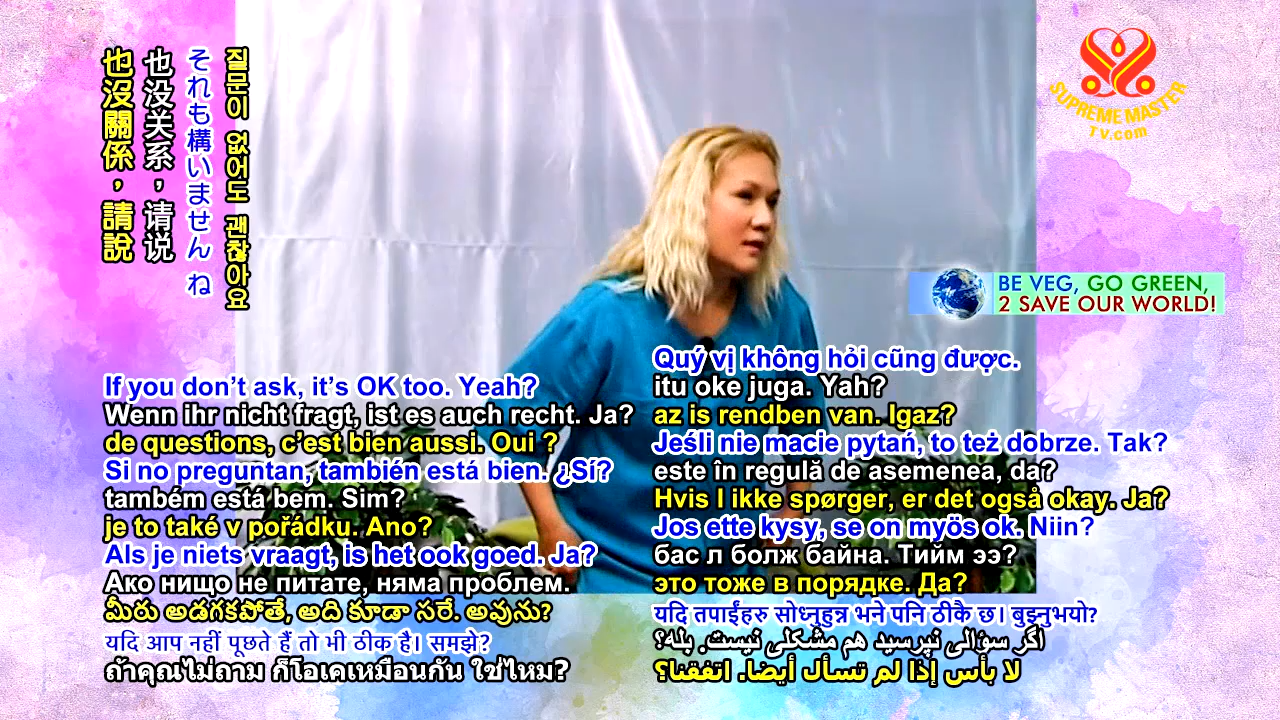 질문이 없어도 괜찮아요
それも構いません ね
也没关系，请说
也沒關係，請說
SUPREME MASTER
TV.com
BE VEG, GO GREEN,
2 SAVE OUR WORLD!
If you don’t ask, it’s OK too. Yeah?
Wenn ihr nicht fragt, ist es auch recht. Ja?
de questions, c’est bien aussi. Oui ?
Si no preguntan, también está bien. ¿Sí?
também está bem. Sim?
je to také v pořádku. Ano?
Als je niets vraagt, is het ook goed. Ja?
Ако нищо не питате, няма проблем.
మీరు అడగకపోతే, అది కూడా సరే. అవును?
यदि आप नहीं पूछते हैं तो भी ठीक है। समझे?
ถ้าคุณไม่ถาม ก็โอเคเหมือนกัน ใช่ไหม?
Quý vị không hỏi cũng được.
itu oke juga. Yah?
az is rendben van. Igaz?
Jeśli nie macie pytań, to też dobrze. Tak?
este în regulă de asemenea, da?
Hvis I ikke spørger, er det også okay. Ja?
Jos ette kysy, se on myös ok. Niin?
бас л болж байна. Тийм ээ?
это тоже в порядке. Да?
यदि तपाईंहरु सोध्नुहुन्न भने पनि ठीकै छ। बुझ्नुभयो?
اگر سؤالی نپرسید هم مشکلی نیست. بله؟
لا بأس إذا لم تسأل أيضا. اتفقنا؟